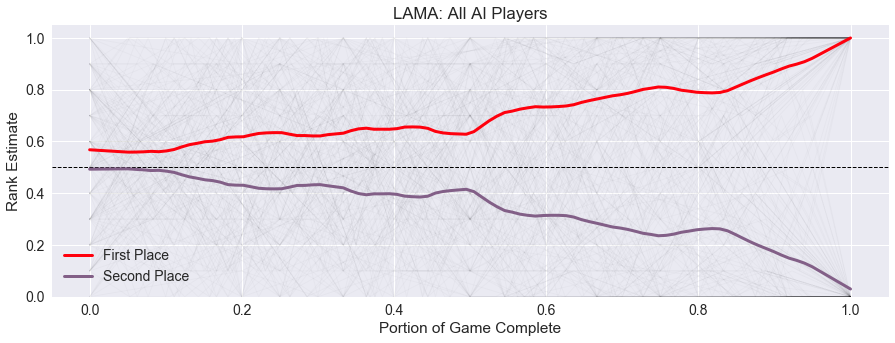 LAMA: All AI Players
Rank Estimate
1.0
0.8
0.6
0.4
0.2
0.0
First Place
Second Place
0.0 0.2 0.4 0.6 0.8 1.0
Portion of Game Complete